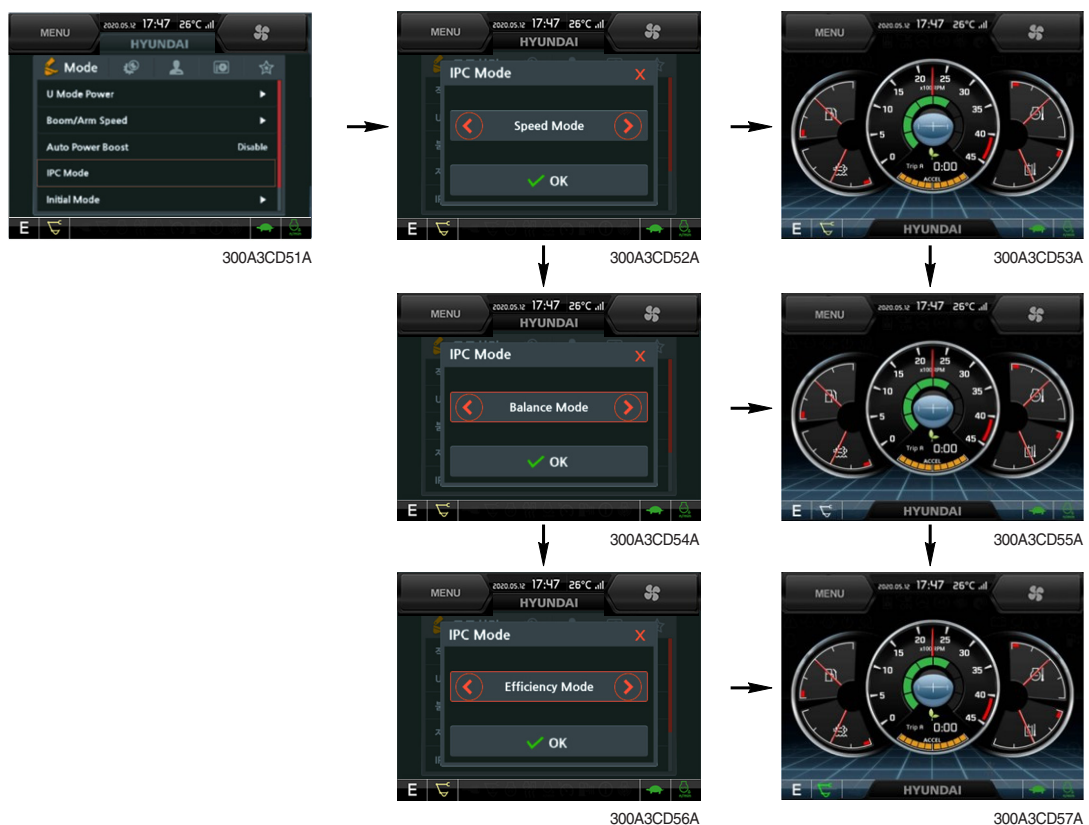 MENU 2020.05.12 17:47 26°C
HYUNDAI
Mode
U Mode Power
Boom/Arm Speed
Auto Power Boost Disable
IPC Mode
Initial Mode
E
300A3CD51A
MENU 2020.05.12 17:47 26°C
HYUNDAI
IPC Mode X
Speed Mode
OK
E
300A3CD52A
MENU 2020.05.12 17:47 26°C
0 5 10 15 20 25 30 35 40 45
x100 RPM
Trip A 0:00
ACCEL
E HYUNDAI
300A3CD53A
MENU 2020.05.12 17:47 26°C
HYUNDAI
IPC Mode X
Balance Mode
OK
E
300A3CD54A
MENU 2020.05.12 17:47 26°C
0 5 10 15 20 25 30 35 40 45
x100 RPM
Trip A 0:00
ACCEL
E HYUNDAI
300A3CD55A
MENU 2020.05.12 17:47 26°C
HYUNDAI
IPC Mode X
Efficiency Mode
OK
E
300A3CD56A
MENU 2020.05.12 17:47 26°C
0 5 10 15 20 25 30 35 40 45
x100 RPM
Trip A 0:00
ACCEL
E HYUNDAI
300A3CD57A